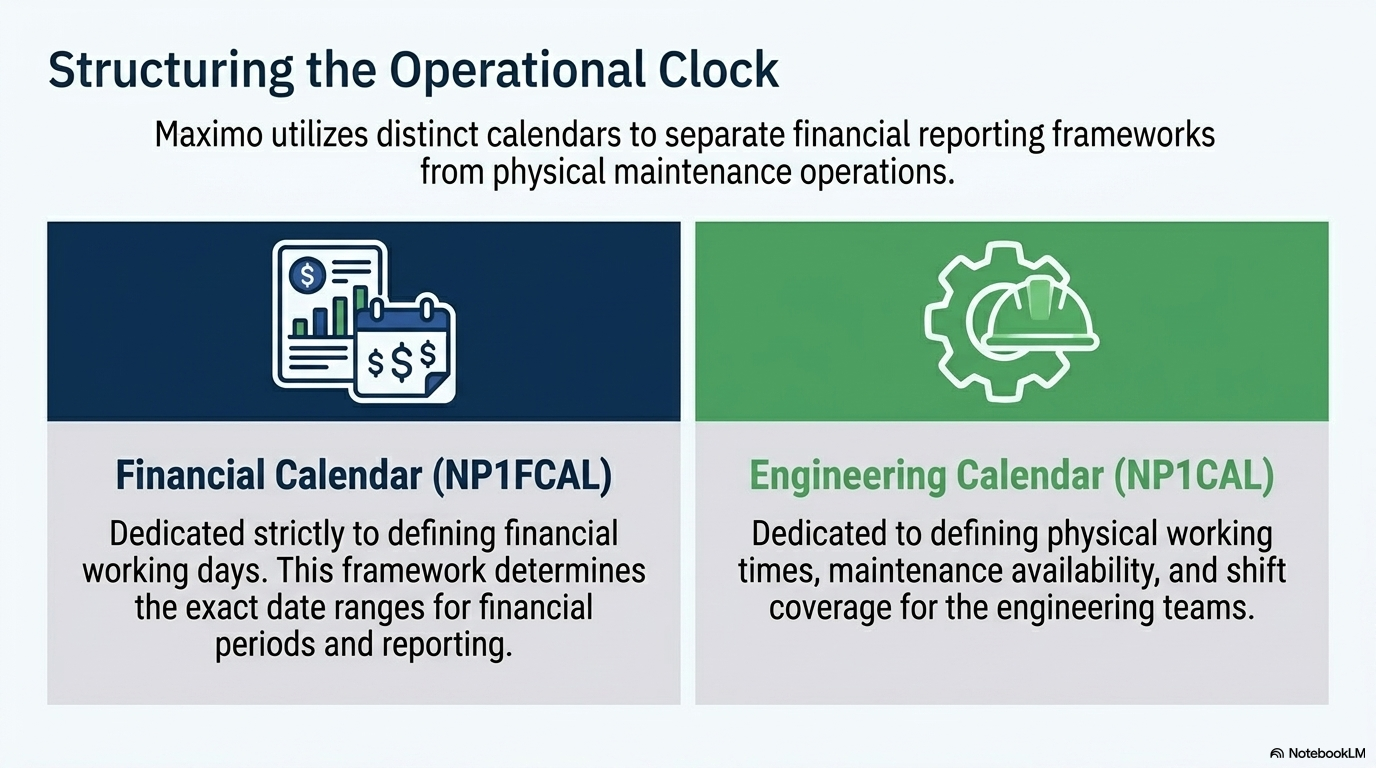 Structuring the Operational Clock
Maximo utilizes distinct calendars to separate financial reporting frameworks
from physical maintenance operations.
$
$ $ $
Financial Calendar (NP1FCAL)
Dedicated strictly to defining financial
working days. This framework determines
the exact date ranges for financial
periods and reporting.
Engineering Calendar (NP1CAL)
Dedicated to defining physical working
times, maintenance availability, and shift
coverage for the engineering teams.
NotebookLM